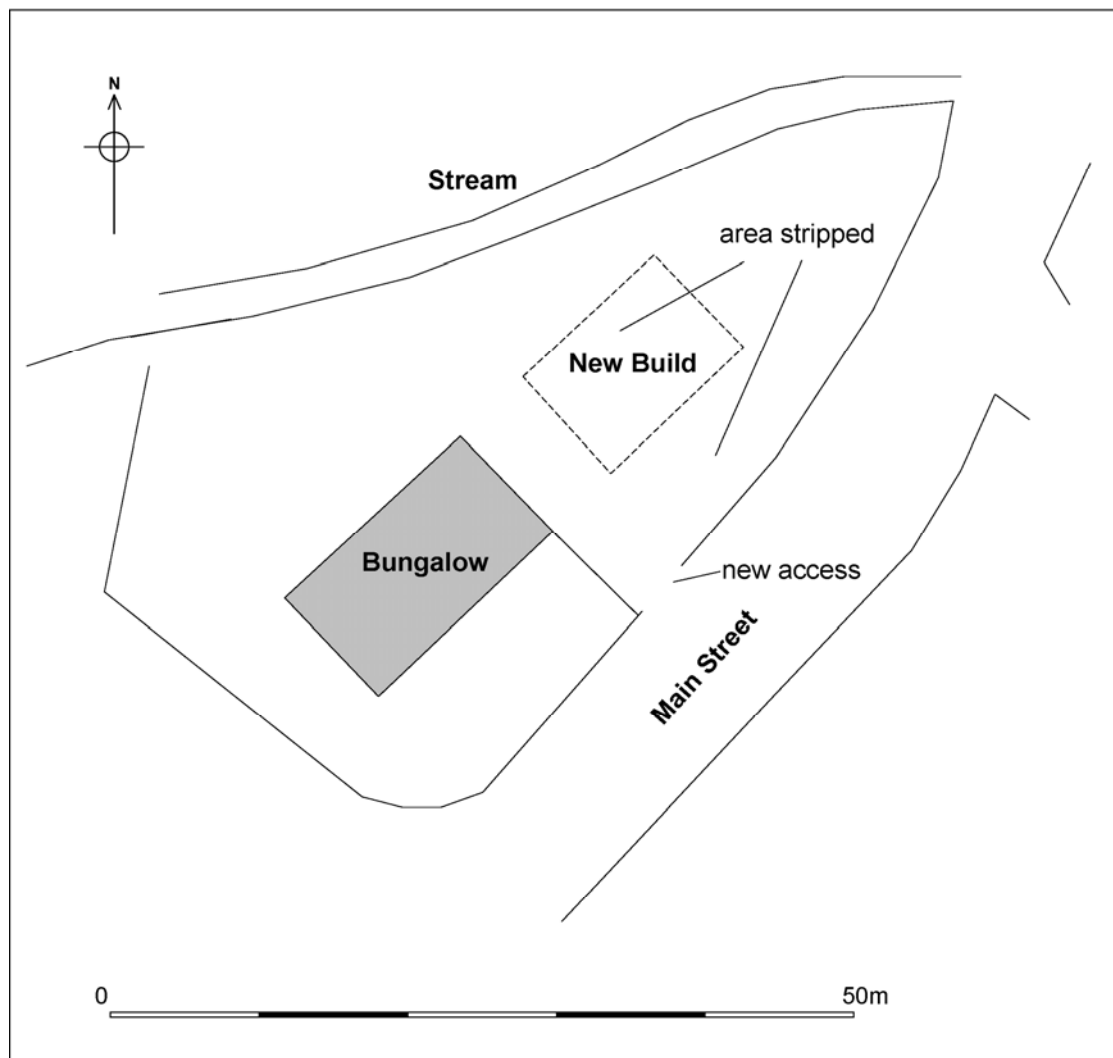 N
Stream
area stripped
New Build
Bungalow
new access
Main Street
0
50m